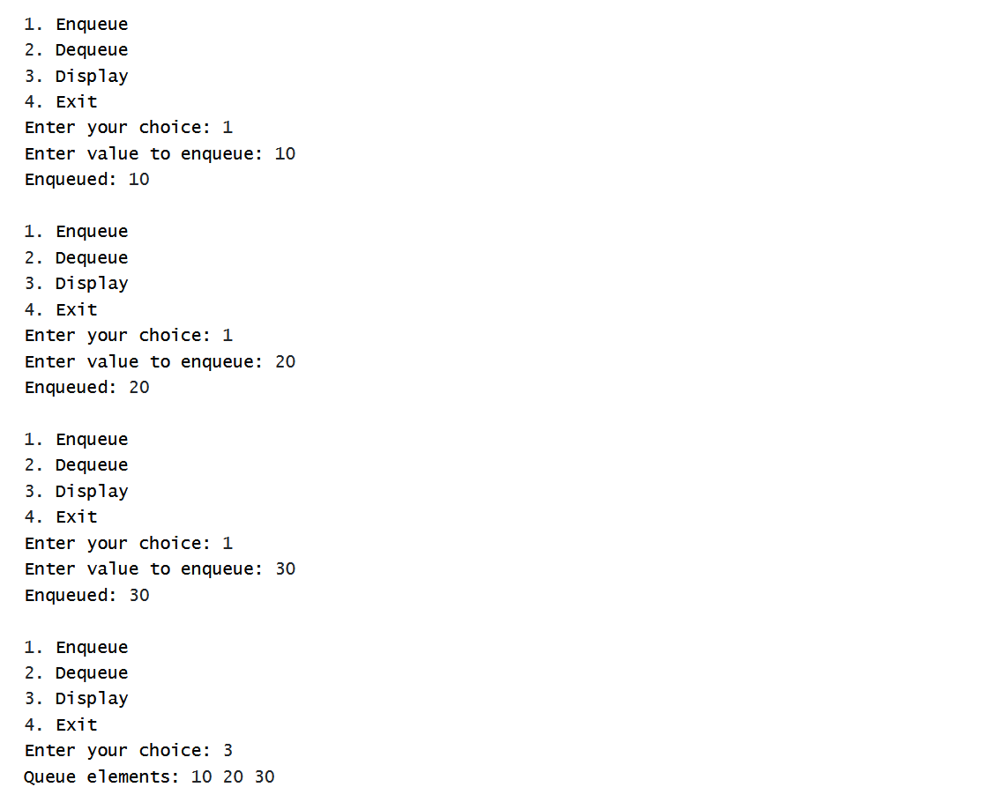 1. Enqueue
2. Dequeue
3. Display
4. Exit
Enter your choice: 1
Enter value to enqueue: 10
Enqueued: 10
1. Enqueue
2. Dequeue
3. Display
4. Exit
Enter your choice: 1
Enter value to enqueue: 20
Enqueued: 20
1. Enqueue
2. Dequeue
3. Display
4. Exit
Enter your choice: 1
Enter value to enqueue: 30
Enqueued: 30
1. Enqueue
2. Dequeue
3. Display
4. Exit
Enter your choice: 3
Queue elements: 10 20 30